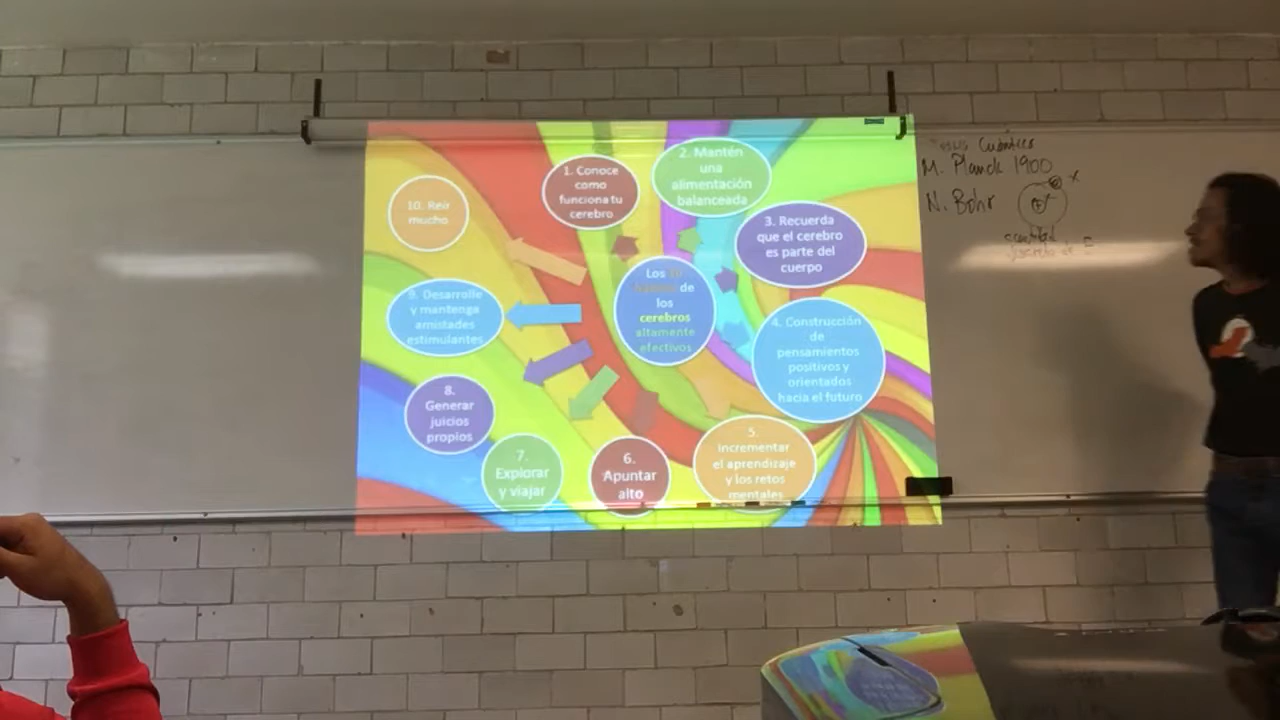 1. Conoce
como
funciona tu
cerebro
2. Mantén
una
alimentación
balanceada
3. Recuerda
que el cerebro
es parte del
cuerpo
4. Construcción
de
pensamientos
positivos y
orientados
hacia el futuro
5.
Incrementar
el aprendizaje
y los retos
mentales
6.
Apuntar
alto
7.
Explorar
y viajar
8.
Generar
juicios
propios
9. Desarrolle
y mantenga
amistades
estimulantes
10. Reír
mucho
Los 10
hábitos de
los
cerebros
altamente
efectivos
Cuánticos
M. Planck 1900
N. Bohr